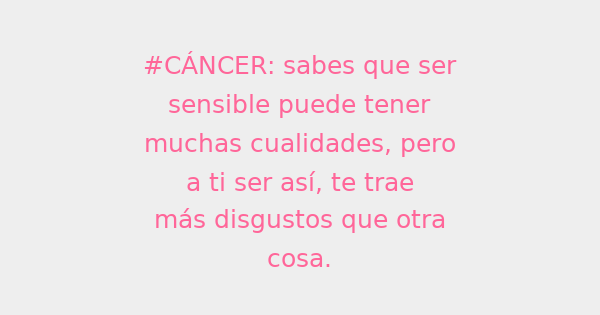 #CÁNCER: sabes que ser
sensible puede tener
muchas cualidades, pero
a ti ser así, te trae
más disgustos que otra
cosa.